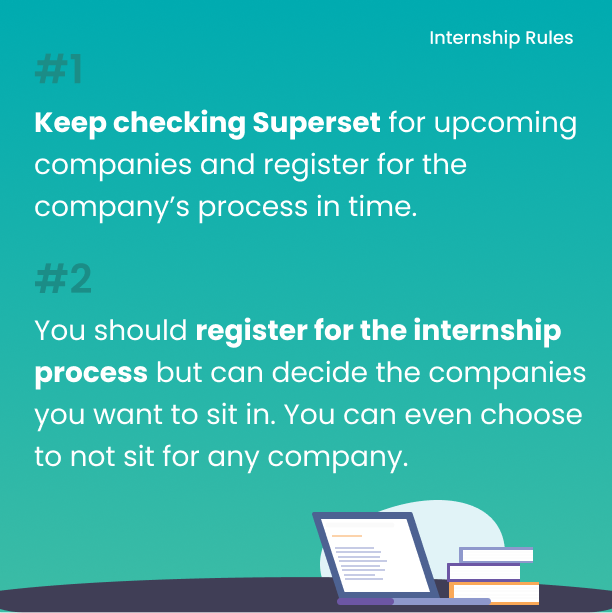 Internship Rules
#1
Keep checking Superset for upcoming
companies and register for the
company’s process in time.
#2
You should register for the internship
process but can decide the companies
you want to sit in. You can even choose
to not sit for any company.